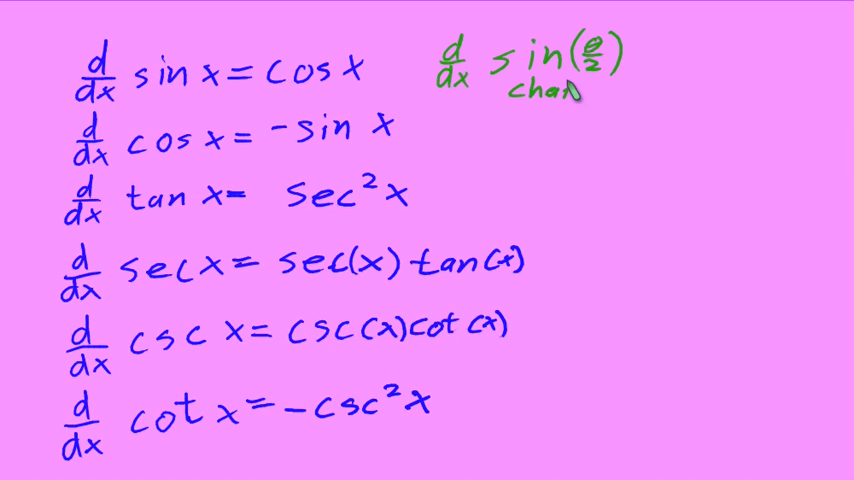 d/dx sin x = cos x
d/dx cos x = -sin x
d/dx tan x = sec²x
d/dx sec x = sec(x) tan(x)
d/dx csc x = csc(x)cot(x)
d/dx cot x = -csc²x
d/dx sin(θ/2)
chan